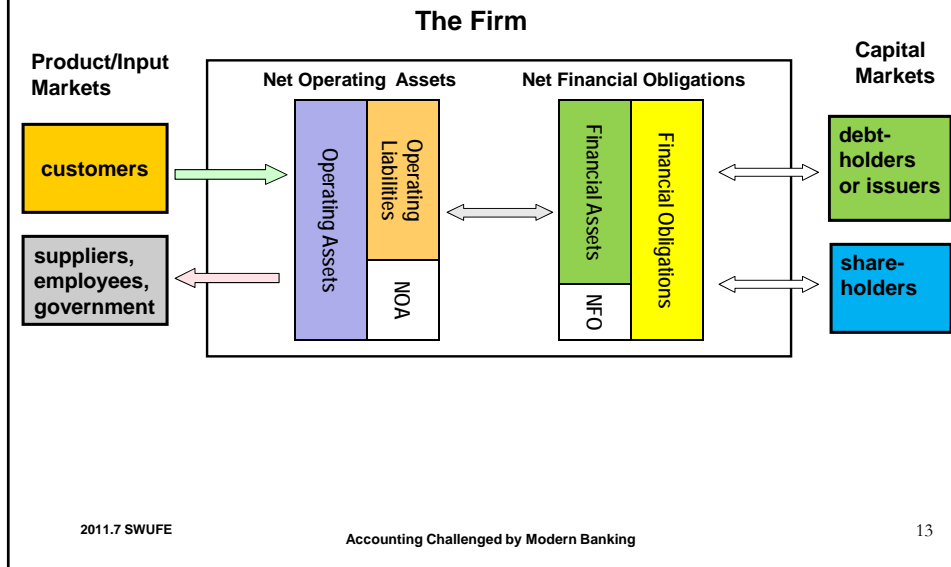 The Firm
Product/Input
Markets
Capital
Markets
Net Operating Assets
Net Financial Obligations
customers
suppliers,
employees,
government
Operating Assets
Operating
Liabilities
NOA
Financial Assets
NFO
Financial Obligations
debt-
holders
or issuers
share-
holders
2011.7 SWUFE
Accounting Challenged by Modern Banking
13